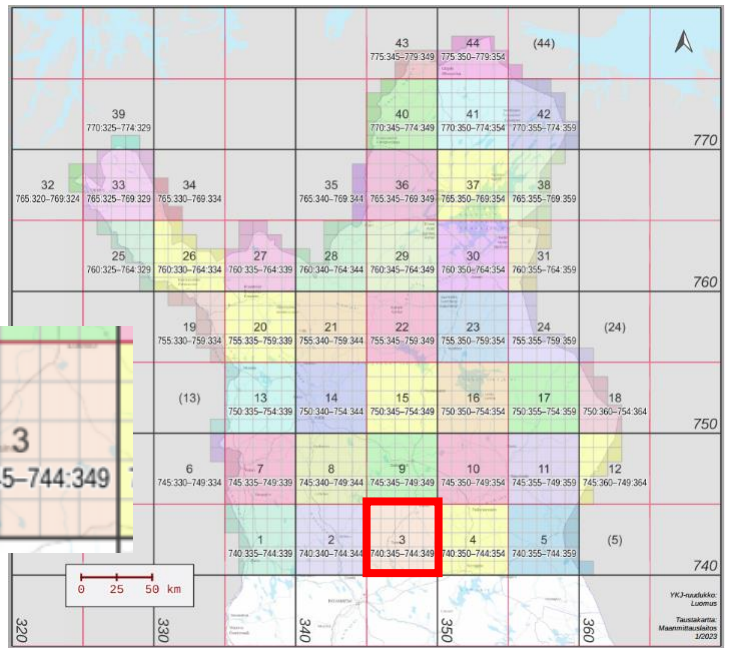 43 44 (44)
775:345–779:349 775:350–779:354
39 40 41 42
770:325–774:329 770:345–774:349 770:350–774:354 770:355–774:359
770
32 33 34 35 36 37 38
765.320–769.324 765.325–769.329 765.330–769.334 765.340–769.344 765:345–769:349 765.350–769.354 765.355–769.359
25 26 27 28 29 30 31
760:325–764:329 760:330–764:334 760:335–764:339 760:340–764:344 760:345–764:349 760:350–764:354 760:355–764:359
760
19 20 21 22 23 24 (24)
755:330–759:334 755:335–759:339 755:340–759:344 755:345–759:349 755:350–759:354 755:355–759:359
(13) 13 14 15 16 17 18
750:335–754:339 750:340–754:344 750:345–754:349 750:350–754:354 750:355–754:359 750:360–754:364
750
3
5–744:349
6 7 8 9 10 11 12
745:330–749:334 745:335–749:339 745:340–749:344 745:345–749:349 745:350–749:354 745:355–749:359 745:360–749:364
1 2 3 4 5 (5)
740:335–744:339 740:340–744:344 740:345–744:349 740:350–744:354 740:355–744:359
740
0 25 50 km
YKJ-ruudukko:
Luomus
Taustakartta:
Maanmittauslaitos
1/2023
320 330 340 350 360